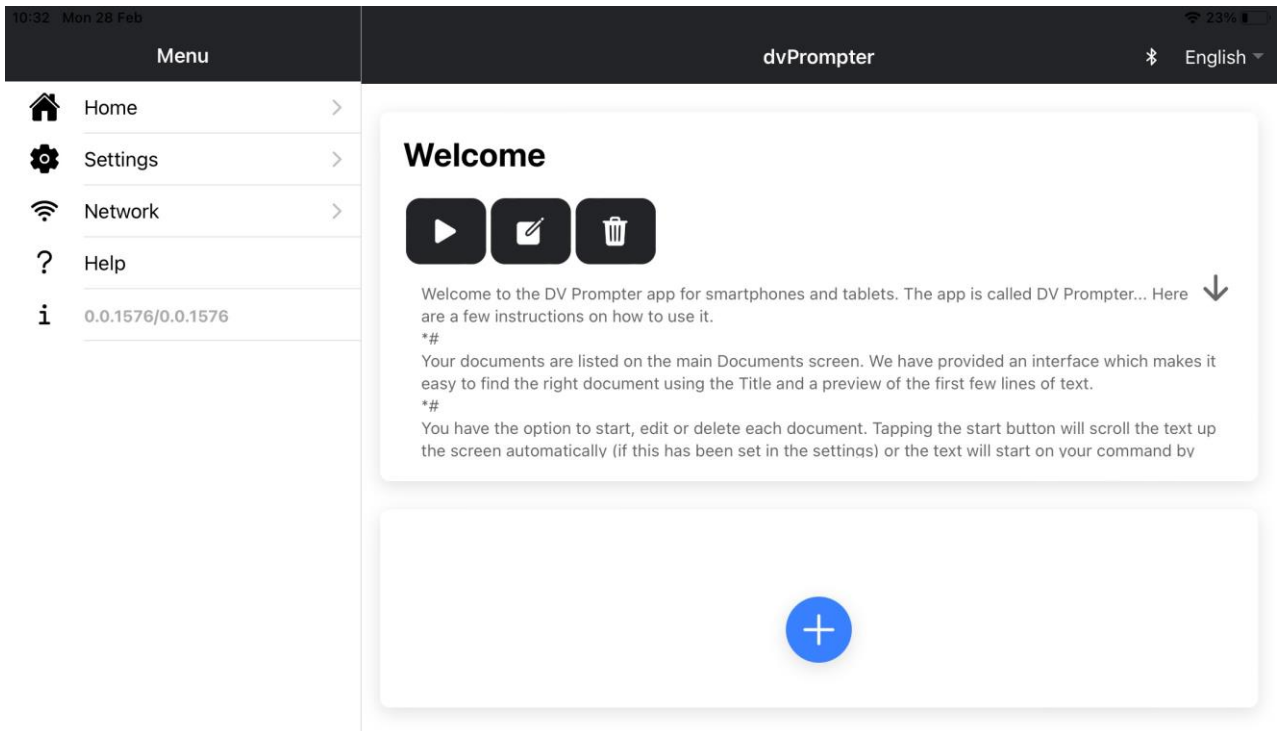 10:32 Mon 28 Feb
23%
Menu
dvPrompter
English
Home
Settings
Network
? Help
i 0.0.1576/0.0.1576
Welcome
Welcome to the DV Prompter app for smartphones and tablets. The app is called DV Prompter... Here
are a few instructions on how to use it.
*#
Your documents are listed on the main Documents screen. We have provided an interface which makes it
easy to find the right document using the Title and a preview of the first few lines of text.
*#
You have the option to start, edit or delete each document. Tapping the start button will scroll the text up
the screen automatically (if this has been set in the settings) or the text will start on your command by